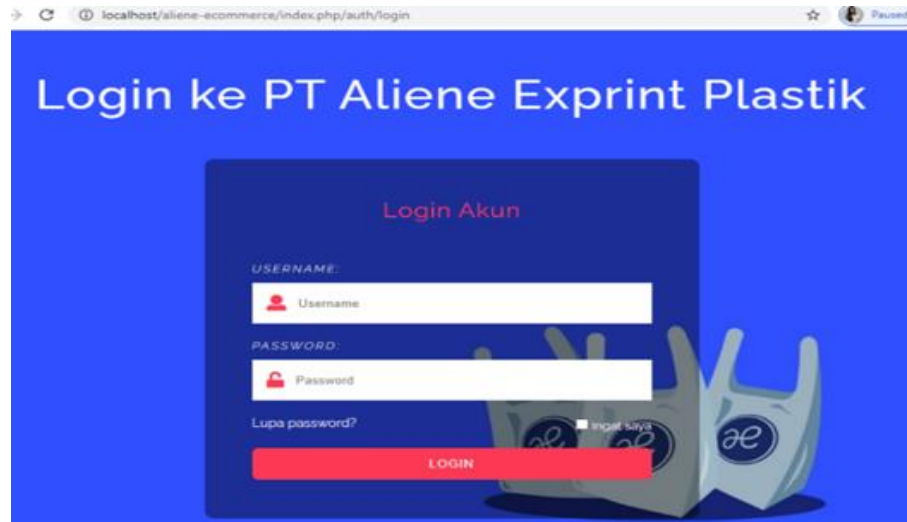 localhost/aliene-ecommerce/index.php/auth/login
Paused
Login ke PT Aliene Exprint Plastik
Login Akun
USERNAME:
Username
PASSWORD:
Password
Lupa password?
ingat saya
LOGIN
æ æ æ